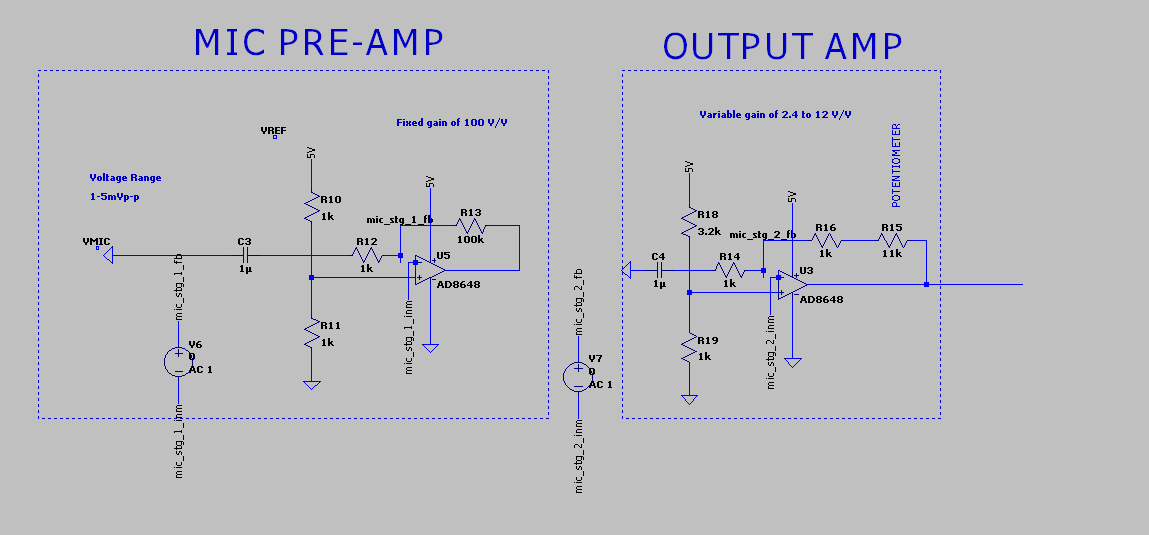 MIC PRE-AMP
OUTPUT AMP
Fixed gain of 100 V/V
Variable gain of 2.4 to 12 V/V
POTENTIOMETER
VREF
5V
Voltage Range
1-5mVp-p
R10
1k
5V
mic_stg_1_fb
R13
100k
VMIC
C3
1µ
R12
1k
U5
AD8648
mic_stg_1_fb
mic_stg_1_inm
R11
1k
V6
0
AC 1
mic_stg_1_inm
5V
R18
3.2k
5V
mic_stg_2_fb
R16
1k
R15
11k
C4
1µ
R14
1k
U3
AD8648
mic_stg_2_fb
mic_stg_2_inm
R19
1k
V7
0
AC 1
mic_stg_2_inm